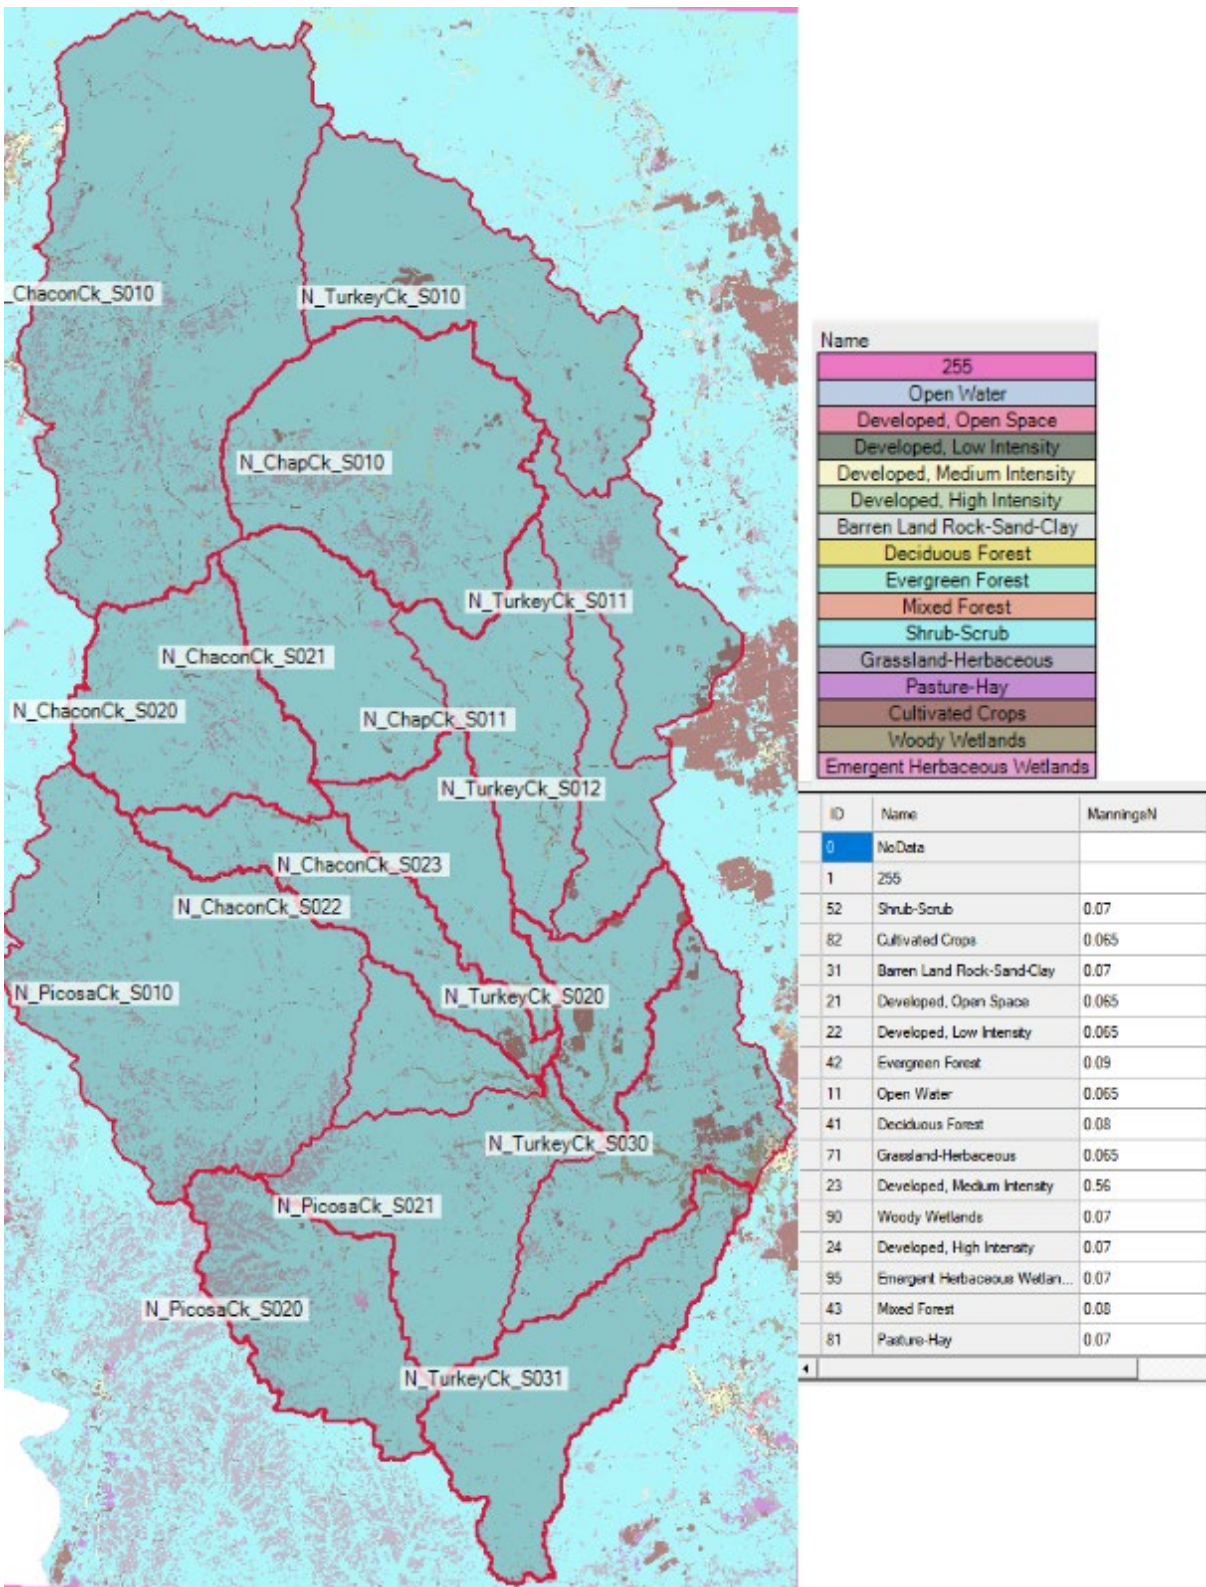 _ChaconCk_S010
N_TurkeyCk_S010
N_ChapCk_S010
N_TurkeyCk_S011
N_ChaconCk_S021
N_ChaconCk_S020
N_ChapCk_S011
N_TurkeyCk_S012
N_ChaconCk_S023
N_ChaconCk_S022
N_PicosaCk_S010
N_TurkeyCk_S020
N_TurkeyCk_S030
N_PicosaCk_S021
N_PicosaCk_S020
N_TurkeyCk_S031
Name
255
Open Water
Developed, Open Space
Developed, Low Intensity
Developed, Medium Intensity
Developed, High Intensity
Barren Land Rock-Sand-Clay
Deciduous Forest
Evergreen Forest
Mixed Forest
Shrub-Scrub
Grassland-Herbaceous
Pasture-Hay
Cultivated Crops
Woody Wetlands
Emergent Herbaceous Wetlands
ID Name ManningsN
0 NoData
1 255
52 Shrub-Scrub 0.07
82 Cultivated Crops 0.065
31 Barren Land Rock-Sand-Clay 0.07
21 Developed, Open Space 0.065
22 Developed, Low Intensity 0.065
42 Evergreen Forest 0.09
11 Open Water 0.065
41 Deciduous Forest 0.08
71 Grassland-Herbaceous 0.065
23 Developed, Medium Intensity 0.56
90 Woody Wetlands 0.07
24 Developed, High Intensity 0.07
95 Emergent Herbaceous Wetlan... 0.07
43 Mixed Forest 0.08
81 Pasture-Hay 0.07